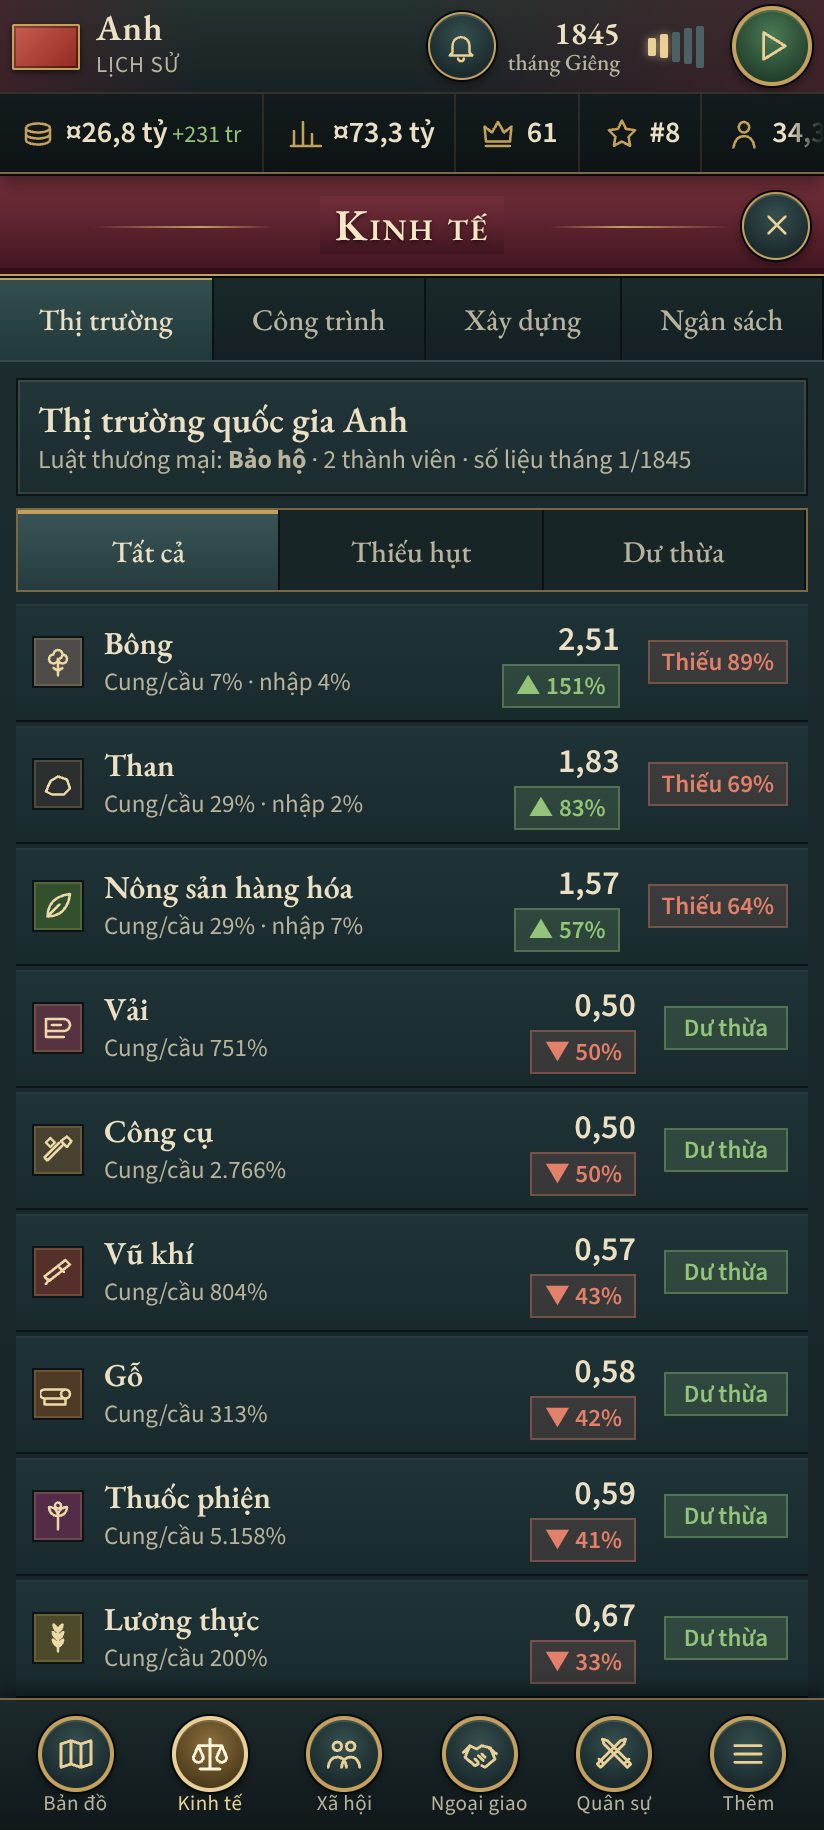 Anh
LỊCH SỬ
1845
tháng Giêng
¤26,8 tỷ +231 tr
¤73,3 tỷ
61
#8
34,3
Kinh tế
Thị trường
Công trình
Xây dựng
Ngân sách
Thị trường quốc gia Anh
Luật thương mại: Bảo hộ · 2 thành viên · số liệu tháng 1/1845
Tất cả
Thiếu hụt
Dư thừa
Bông
Cung/cầu 7% · nhập 4%
2,51
▲ 151%
Thiếu 89%
Than
Cung/cầu 29% · nhập 2%
1,83
▲ 83%
Thiếu 69%
Nông sản hàng hóa
Cung/cầu 29% · nhập 7%
1,57
▲ 57%
Thiếu 64%
Vải
Cung/cầu 751%
0,50
▼ 50%
Dư thừa
Công cụ
Cung/cầu 2.766%
0,50
▼ 50%
Dư thừa
Vũ khí
Cung/cầu 804%
0,57
▼ 43%
Dư thừa
Gỗ
Cung/cầu 313%
0,58
▼ 42%
Dư thừa
Thuốc phiện
Cung/cầu 5.158%
0,59
▼ 41%
Dư thừa
Lương thực
Cung/cầu 200%
0,67
▼ 33%
Dư thừa
Bản đồ
Kinh tế
Xã hội
Ngoại giao
Quân sự
Thêm